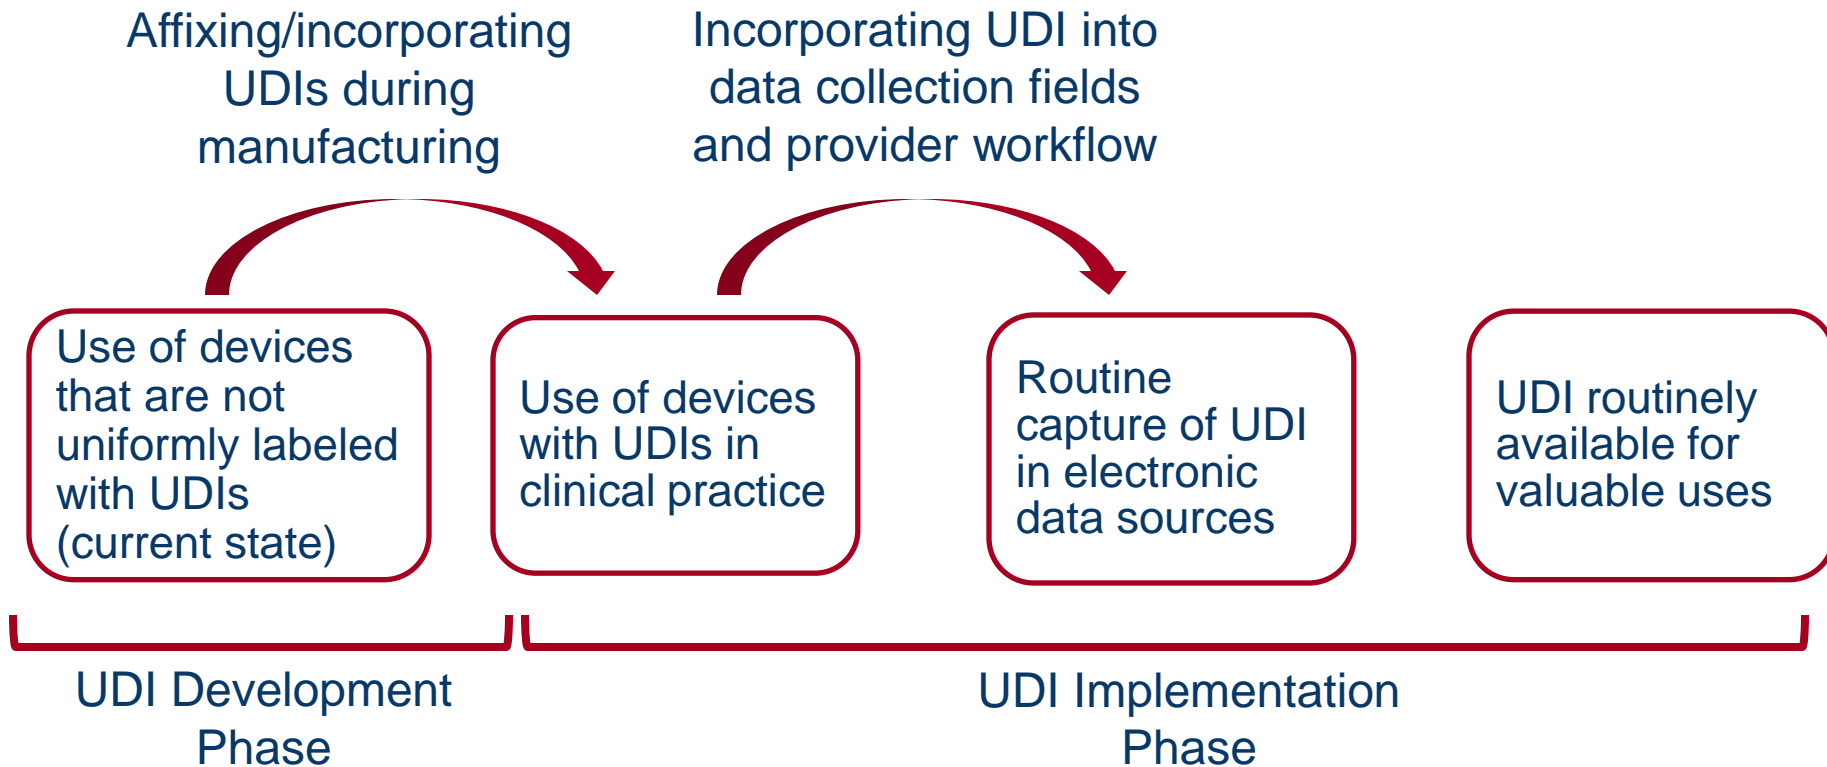 Affixing/incorporating
UDIs during
manufacturing
Incorporating UDI into
data collection fields
and provider workflow
Use of devices
that are not
uniformly labeled
with UDIs
(current state)
Use of devices
with UDIs in
clinical practice
Routine
capture of UDI
in electronic
data sources
UDI routinely
available for
valuable uses
UDI Development
Phase
UDI Implementation
Phase